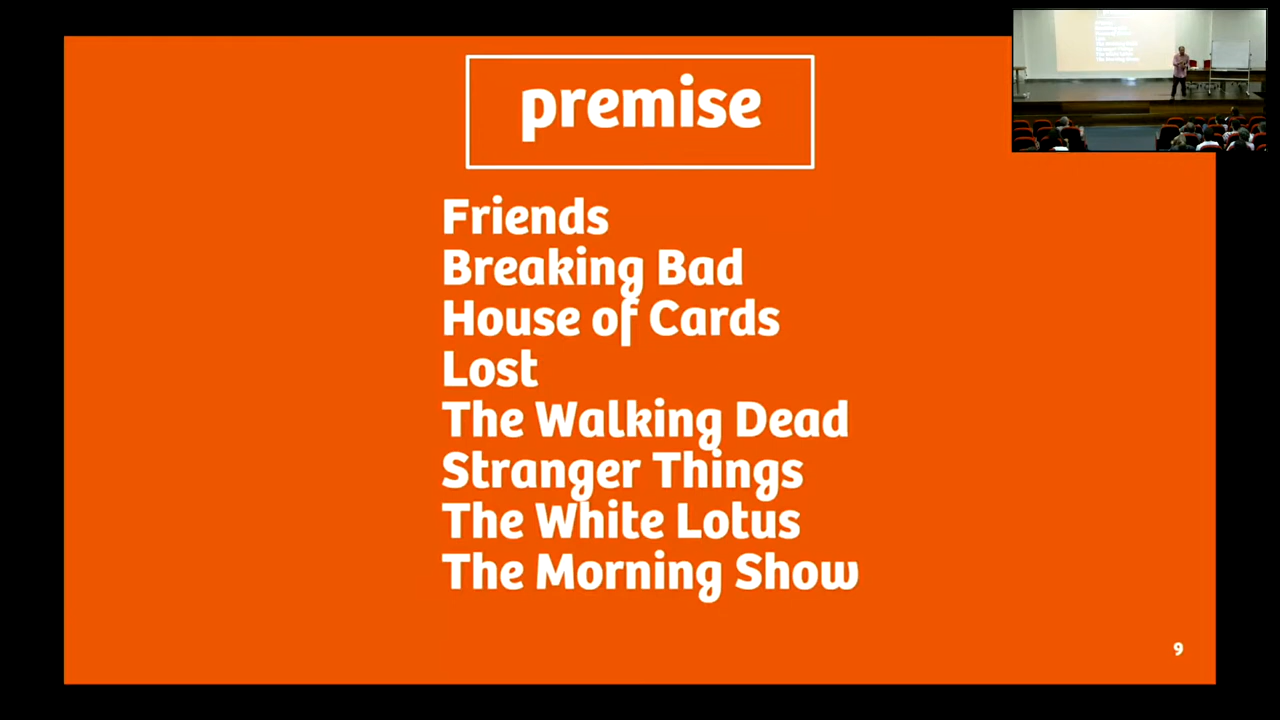 premise
Friends
Breaking Bad
House of Cards
Lost
The Walking Dead
Stranger Things
The White Lotus
The Morning Show
9